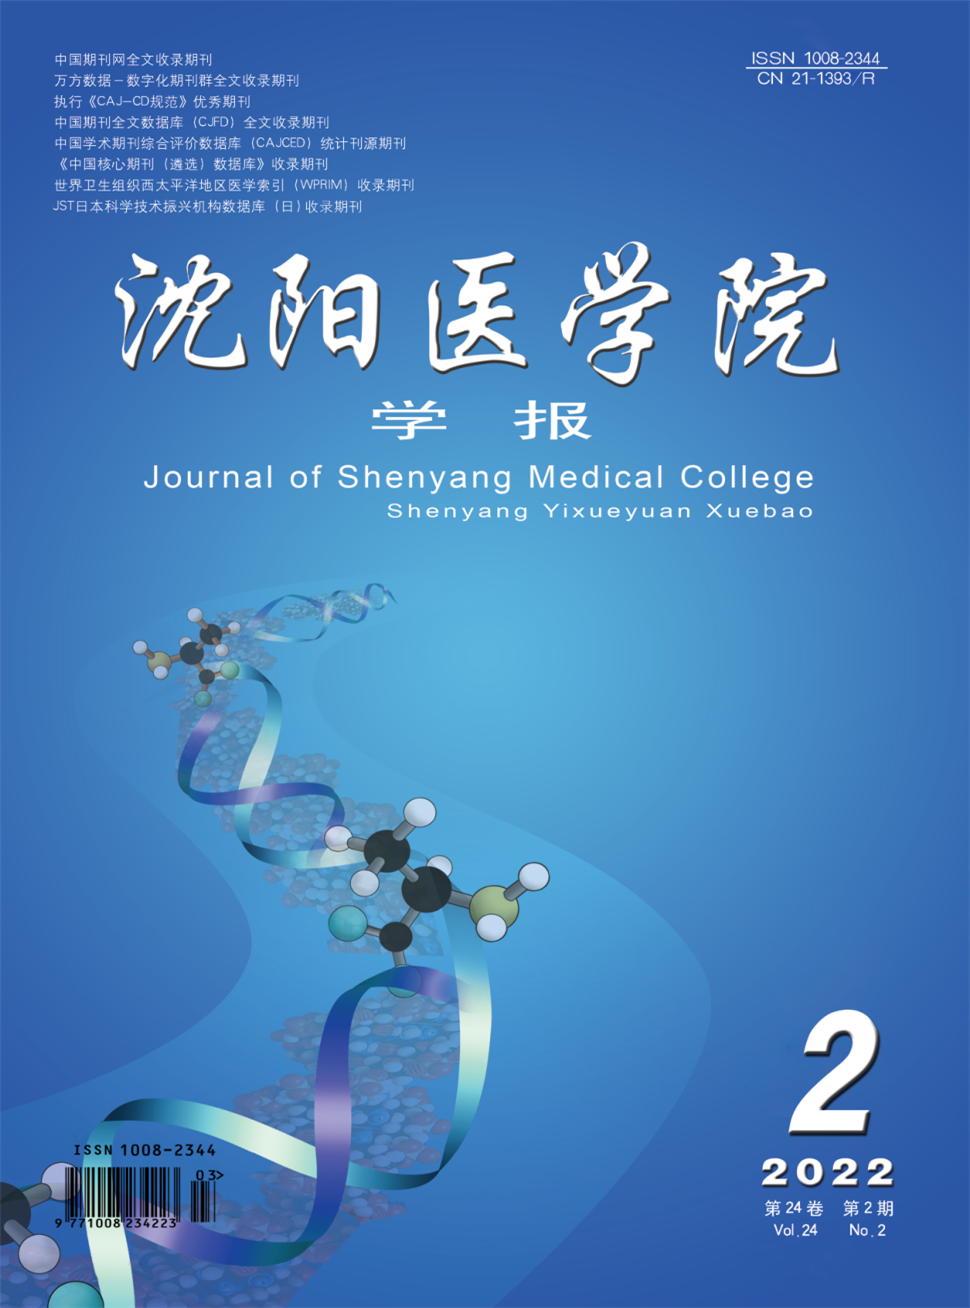 中国期刊网全文收录期刊
万方数据－数字化期刊群全文收录期刊
执行《CAJ—CD规范》优秀期刊
中国期刊全文数据库（CJFD）全文收录期刊
中国学术期刊综合评价数据库（CAJCED）统计刊源期刊
《中国核心期刊（遴选）数据库》收录期刊
世界卫生组织西太平洋地区医学索引（WPRIM）收录期刊
JST日本科学技术振兴机构数据库（日）收录期刊
ISSN 1008-2344
CN 21-1393/R
沈阳医学院
学 报
Journal of Shenyang Medical College
Shenyang Yixueyuan Xuebao
2
2022
第24卷 第2期
Vol.24 No.2
ISSN 1008-2344
03>
9 771008 234223